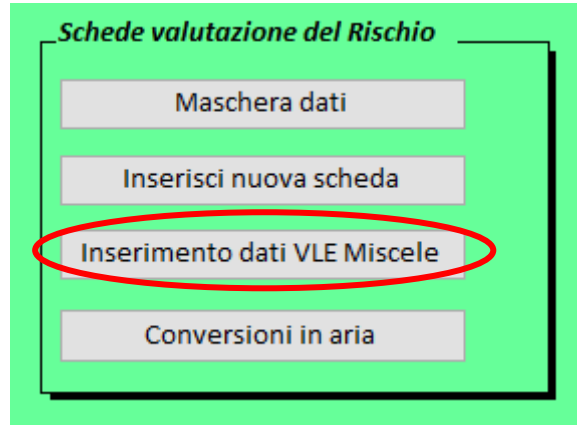 Schede valutazione del Rischio
Maschera dati
Inserisci nuova scheda
Inserimento dati VLE Miscele
Conversioni in aria